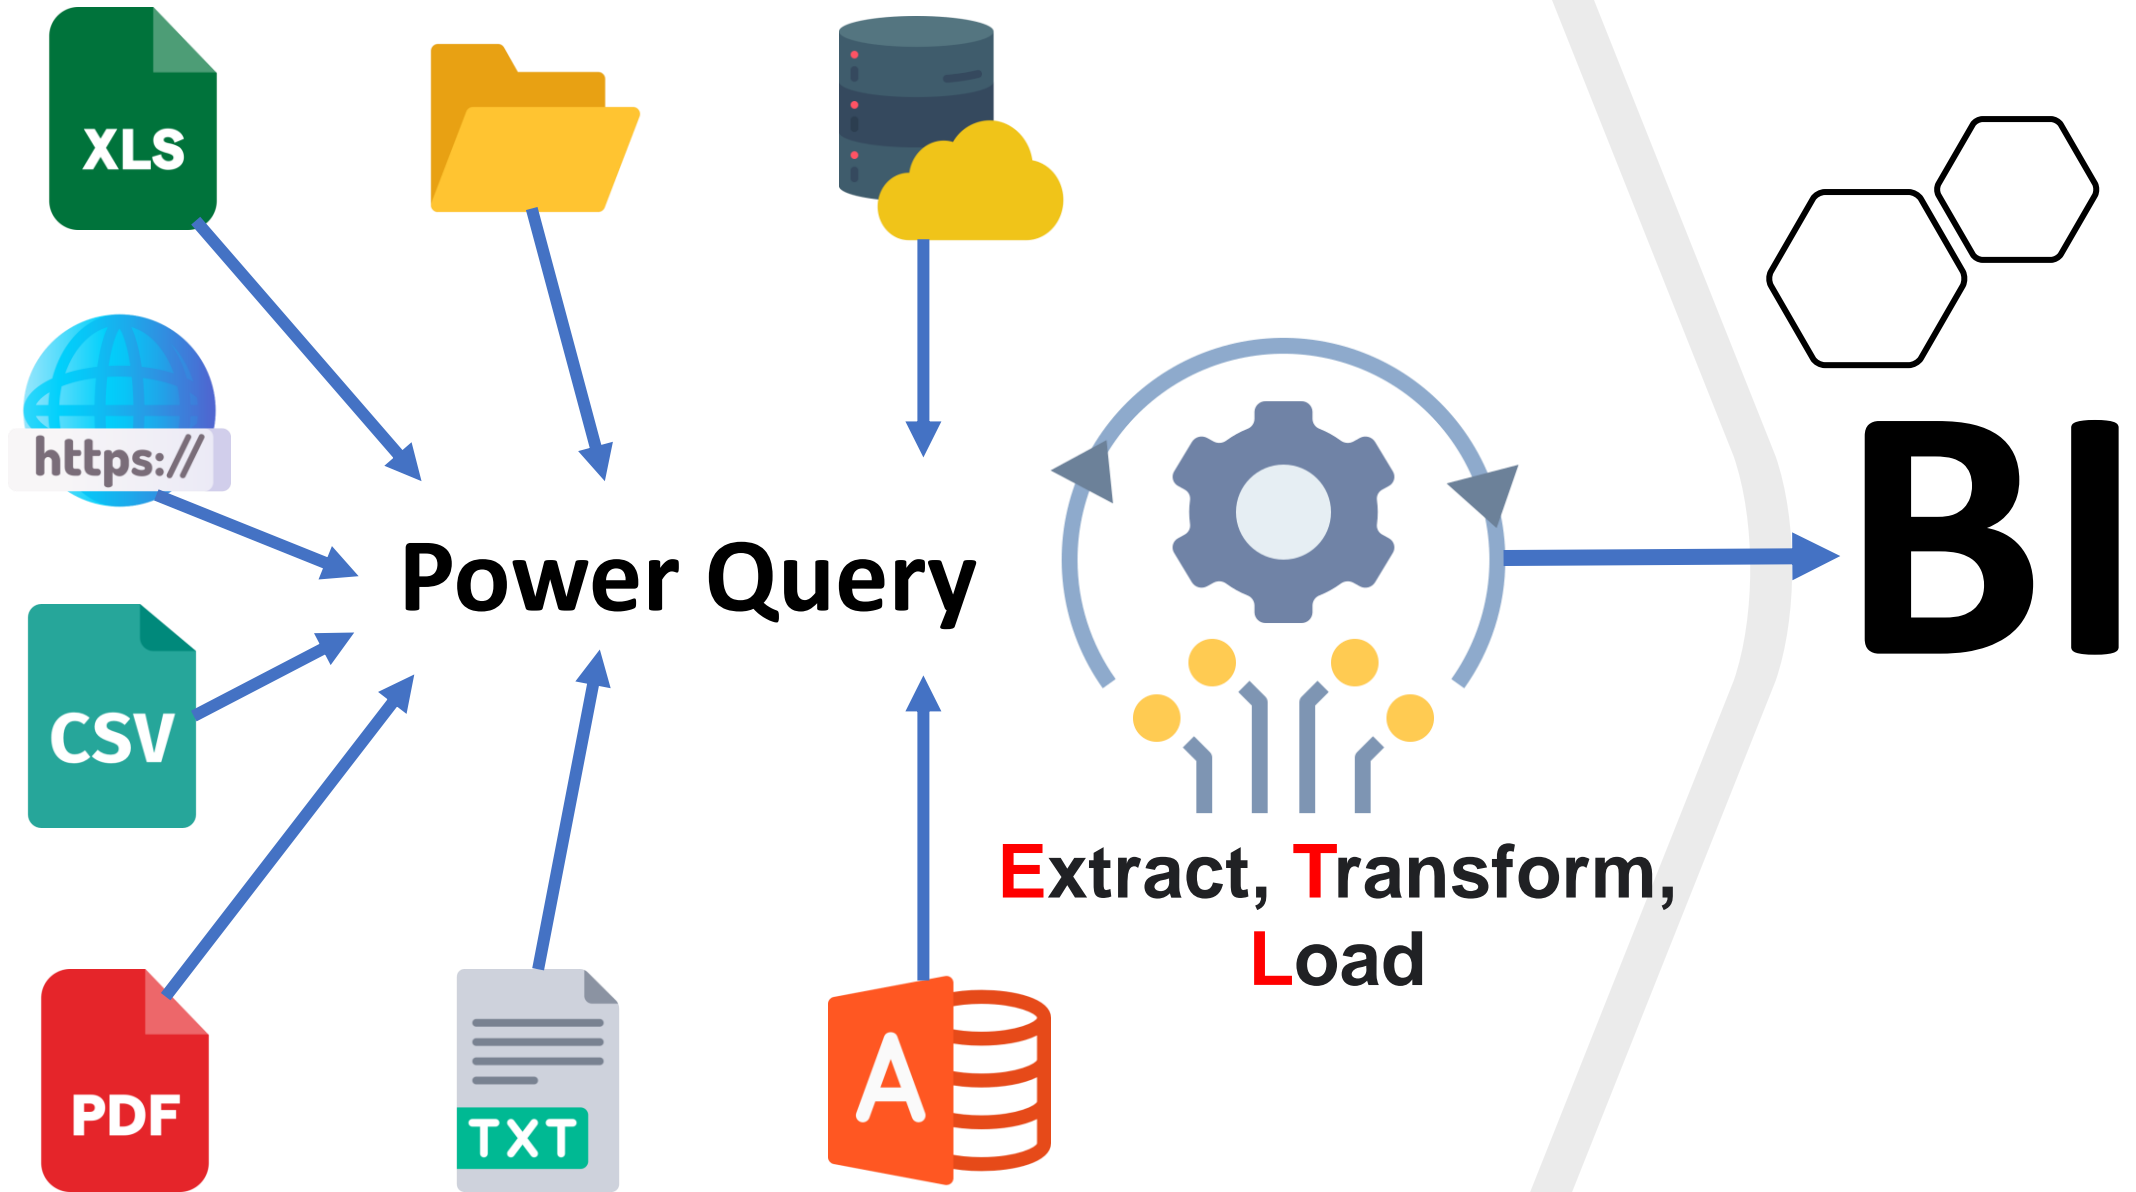 XLS
https://
Power Query
BI
CSV
Extract, Transform,
Load
PDF
TXT
A